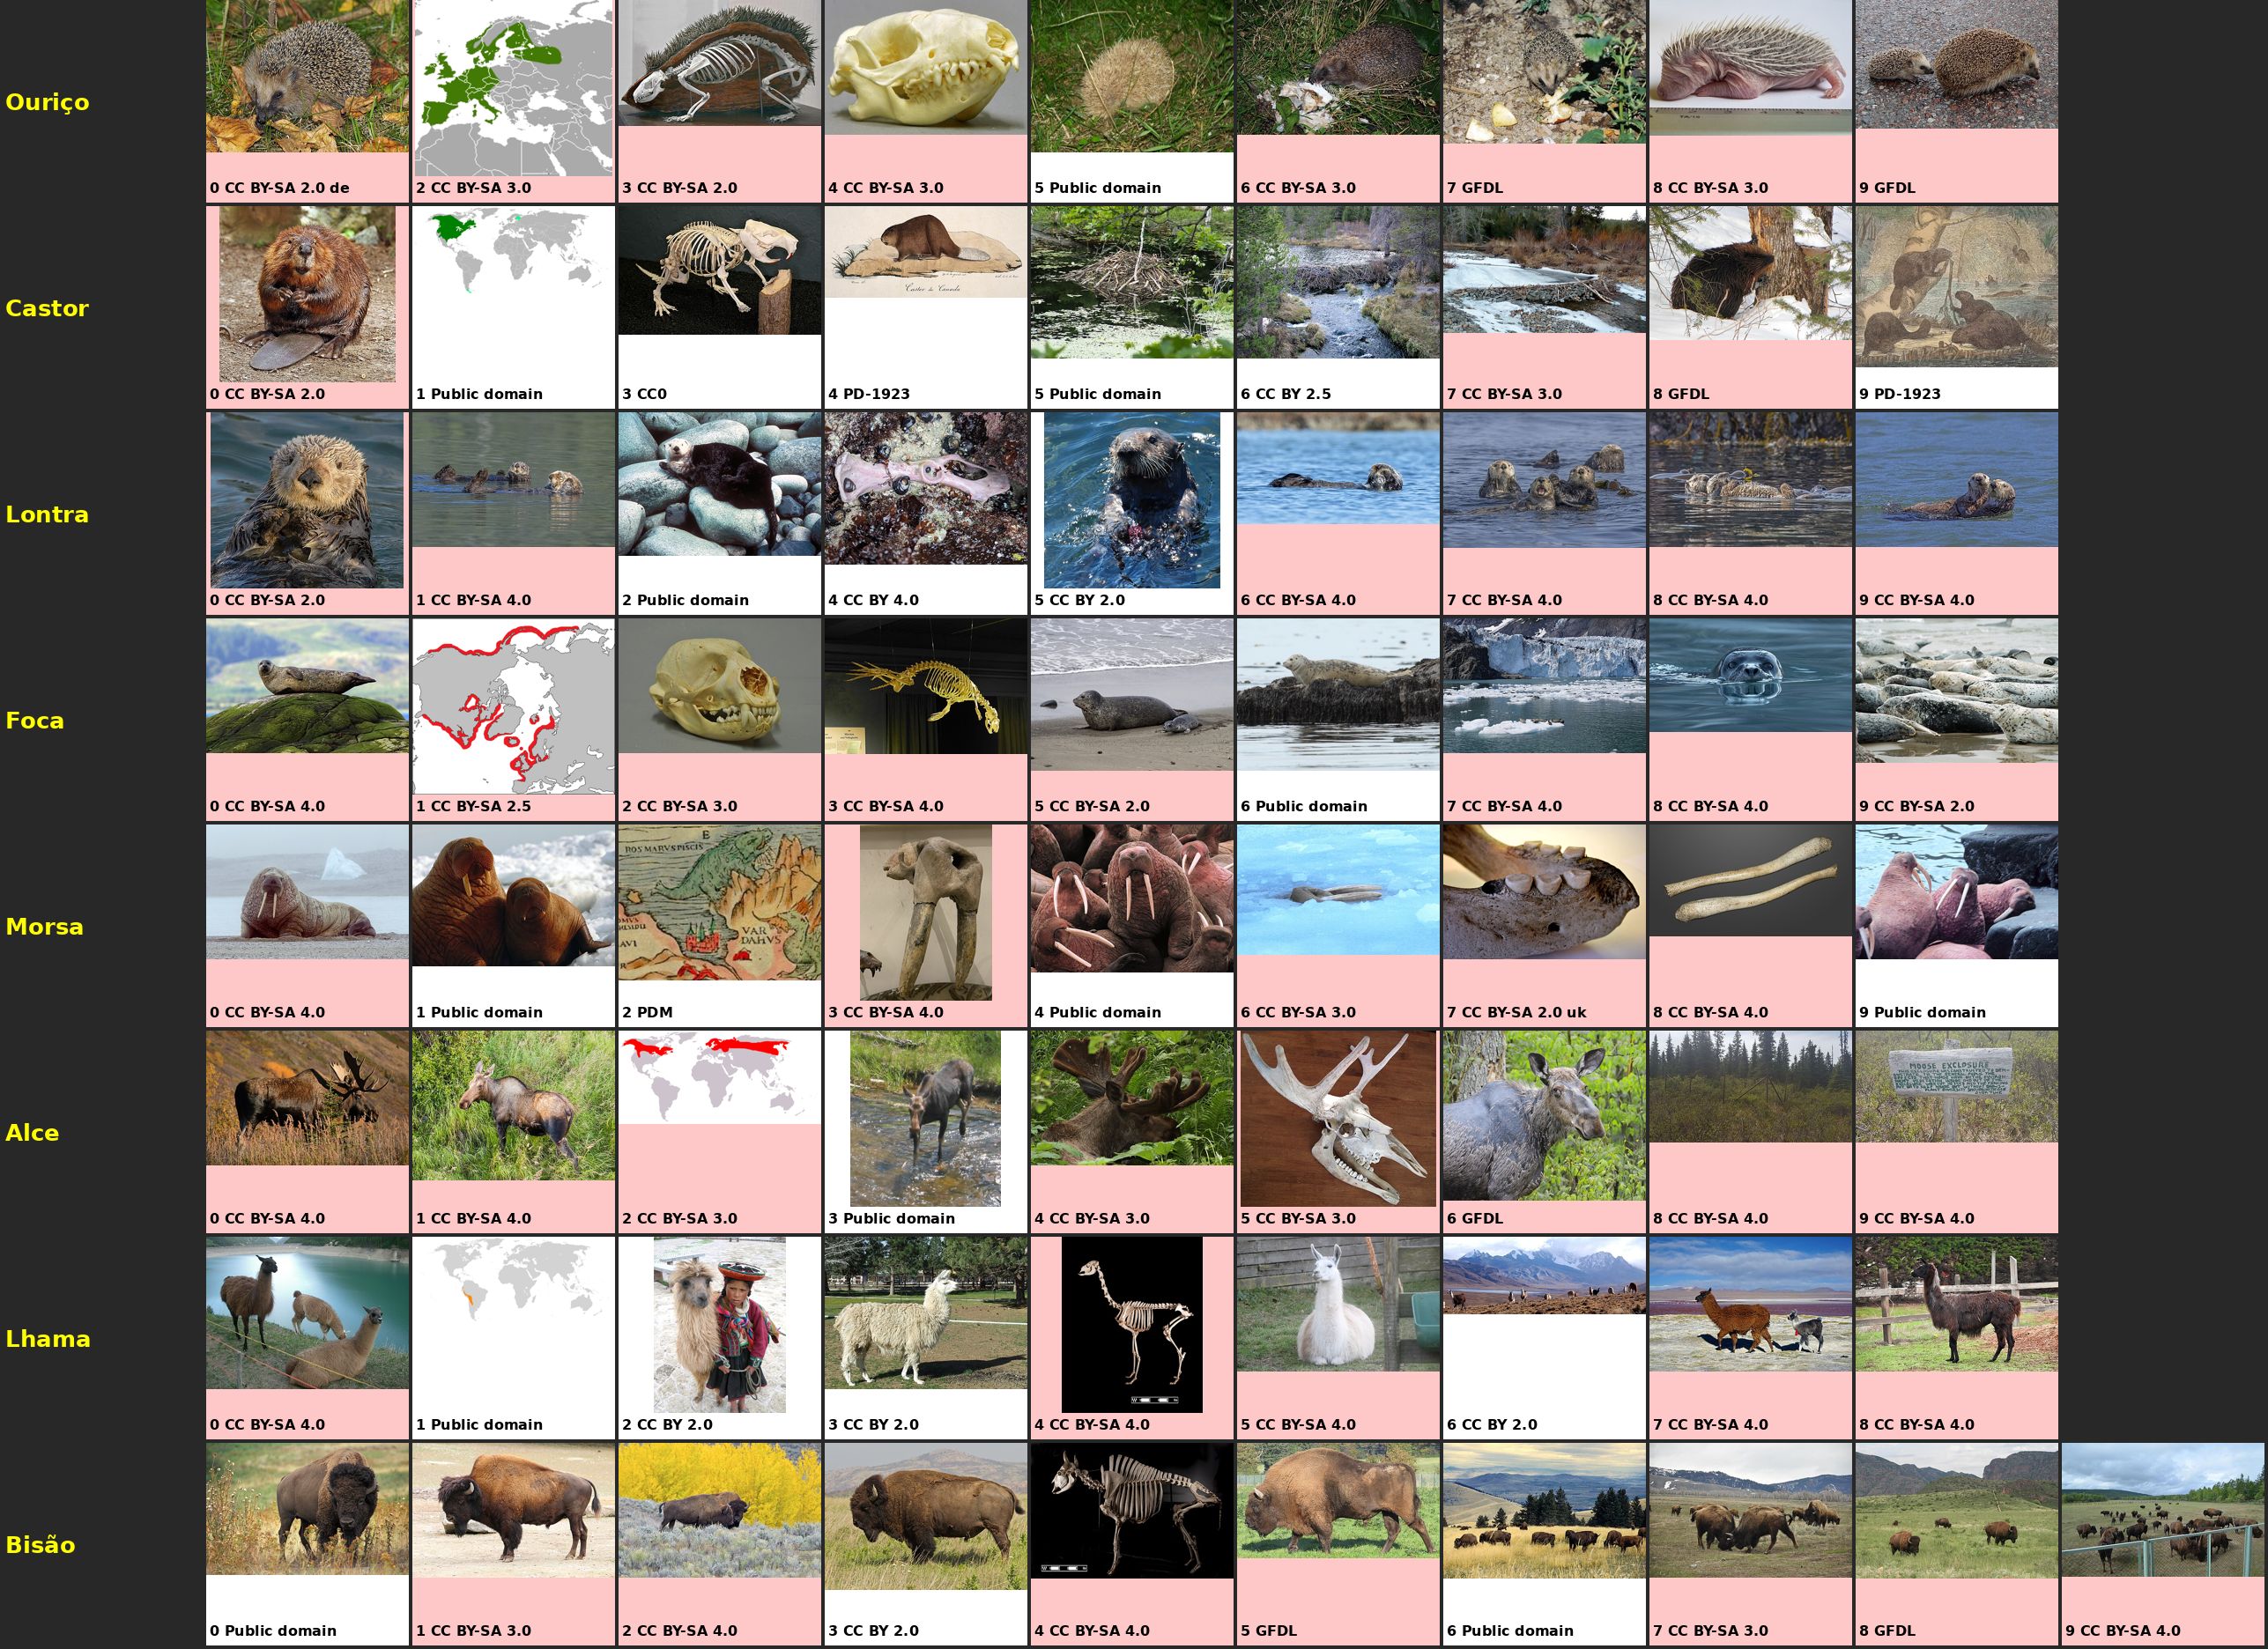 Ouriço
0 CC BY-SA 2.0 de
2 CC BY-SA 3.0
3 CC BY-SA 2.0
4 CC BY-SA 3.0
5 Public domain
6 CC BY-SA 3.0
7 GFDL
8 CC BY-SA 3.0
9 GFDL
Castor
0 CC BY-SA 2.0
1 Public domain
3 CC0
4 PD-1923
5 Public domain
6 CC BY 2.5
7 CC BY-SA 3.0
8 GFDL
9 PD-1923
Lontra
0 CC BY-SA 2.0
1 CC BY-SA 4.0
2 Public domain
4 CC BY 4.0
5 CC BY 2.0
6 CC BY-SA 4.0
7 CC BY-SA 4.0
8 CC BY-SA 4.0
9 CC BY-SA 4.0
Foca
0 CC BY-SA 4.0
1 CC BY-SA 2.5
2 CC BY-SA 3.0
3 CC BY-SA 4.0
5 CC BY-SA 2.0
6 Public domain
7 CC BY-SA 4.0
8 CC BY-SA 4.0
9 CC BY-SA 2.0
Morsa
ROSMARVS PISCIS
VAR
DAHVS
0 CC BY-SA 4.0
1 Public domain
2 PDM
3 CC BY-SA 4.0
4 Public domain
6 CC BY-SA 3.0
7 CC BY-SA 2.0 uk
8 CC BY-SA 4.0
9 Public domain
Alce
MOOSE EXCLOSURE
0 CC BY-SA 4.0
1 CC BY-SA 4.0
2 CC BY-SA 3.0
3 Public domain
4 CC BY-SA 3.0
5 CC BY-SA 3.0
6 GFDL
8 CC BY-SA 4.0
9 CC BY-SA 4.0
Lhama
0 CC BY-SA 4.0
1 Public domain
2 CC BY 2.0
3 CC BY 2.0
4 CC BY-SA 4.0
5 CC BY-SA 4.0
6 CC BY 2.0
7 CC BY-SA 4.0
8 CC BY-SA 4.0
Bisão
0 Public domain
1 CC BY-SA 3.0
2 CC BY-SA 4.0
3 CC BY 2.0
4 CC BY-SA 4.0
5 GFDL
6 Public domain
7 CC BY-SA 3.0
8 GFDL
9 CC BY-SA 4.0